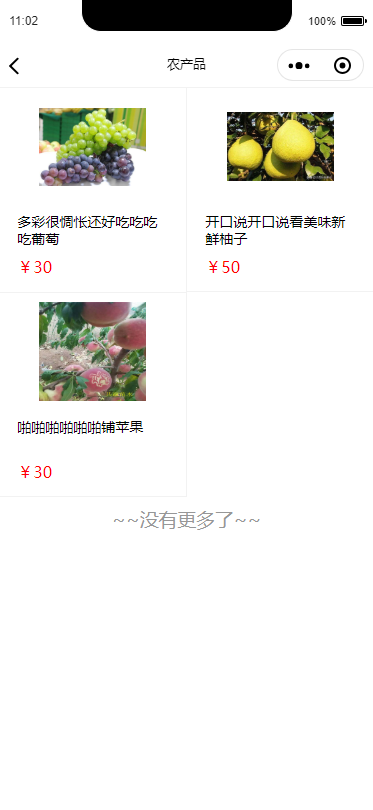 11:02
100%
农产品
多彩很惆怅还好吃吃吃
吃葡萄
￥30
开口说开口说看美味新
鲜柚子
￥50
啪啪啪啪啪啪铺苹果
￥30
~~没有更多了~~